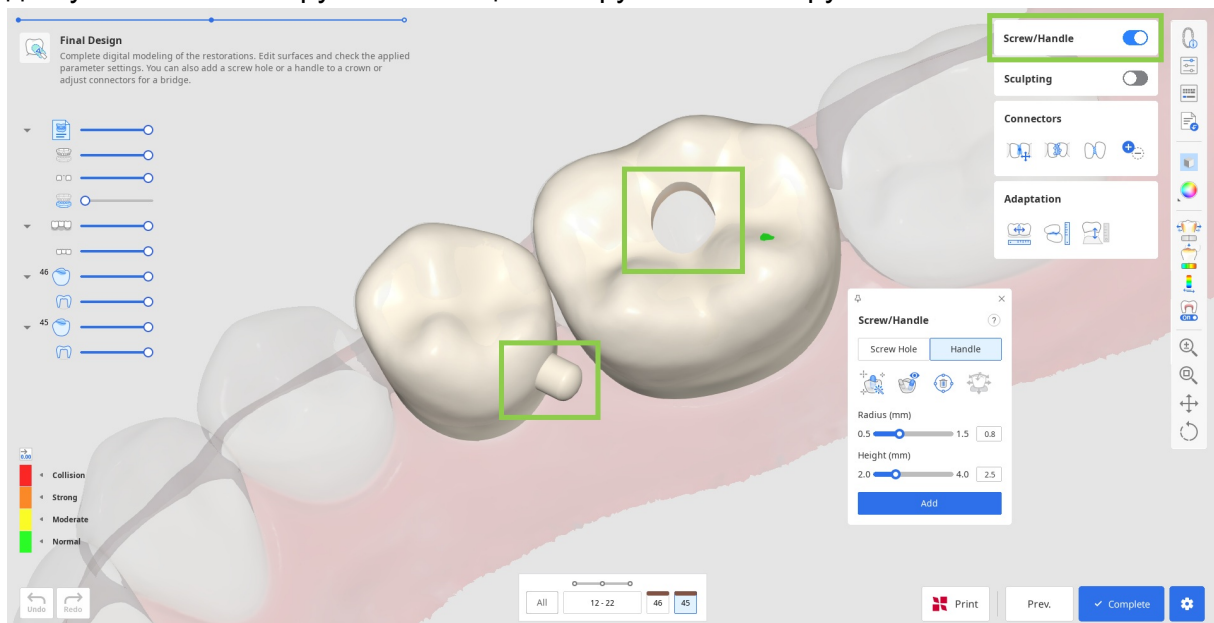 Final Design
Complete digital modeling of the restorations. Edit surfaces and check the applied
parameter settings. You can also add a screw hole or a handle to a crown or
adjust connectors for a bridge.
Screw/Handle
Sculpting
Connectors
Adaptation
46
45
Screw/Handle
?
Screw Hole
Handle
Radius (mm)
0.5
1.5
0.8
Height (mm)
2.0
4.0
2.5
Add
ON
0.00
Collision
Strong
Moderate
Normal
Undo
Redo
All
12 - 22
46
45
Print
Prev.
Complete